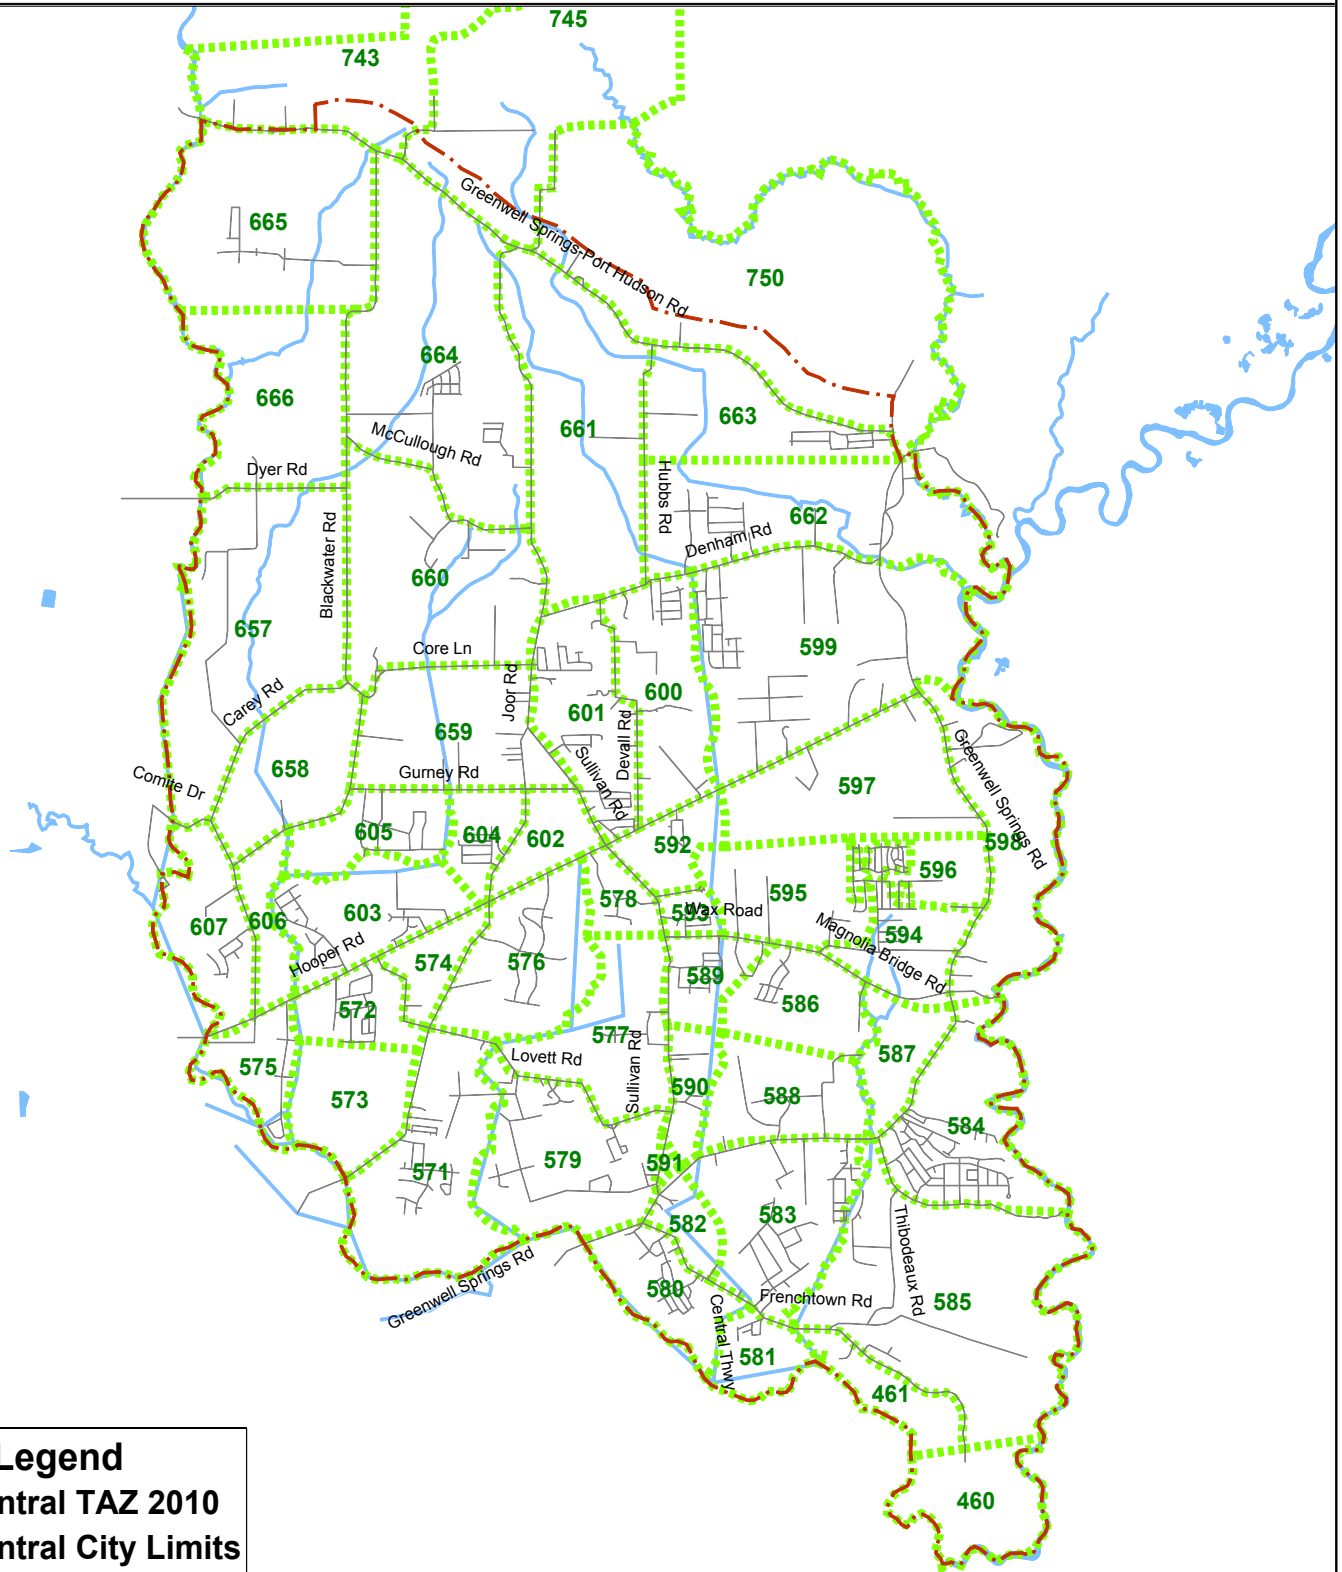 745
743
665
Greenwell Springs-Port Hudson Rd
750
664
666
661
663
McCullough Rd
Dyer Rd
Hubbs Rd
662
Denham Rd
Blackwater Rd
660
657
Core Ln
599
Joor Rd
600
Carey Rd
601
Devall Rd
659
658
Gurney Rd
Sullivan Rd
Comite Dr
597
Greenwell Springs Rd
605
604
602
592
598
596
595
578
593
Wax Road
607
606
603
594
Magnolia Bridge Rd
Hooper Rd
574
576
589
572
586
577
Lovett Rd
Sullivan Rd
587
575
573
590
588
584
571
579
591
582
583
Thibodeaux Rd
Greenwell Springs Rd
580
Central Thwy
Frenchtown Rd
585
581
461
460
Legend
ntral TAZ 2010
ntral City Limits